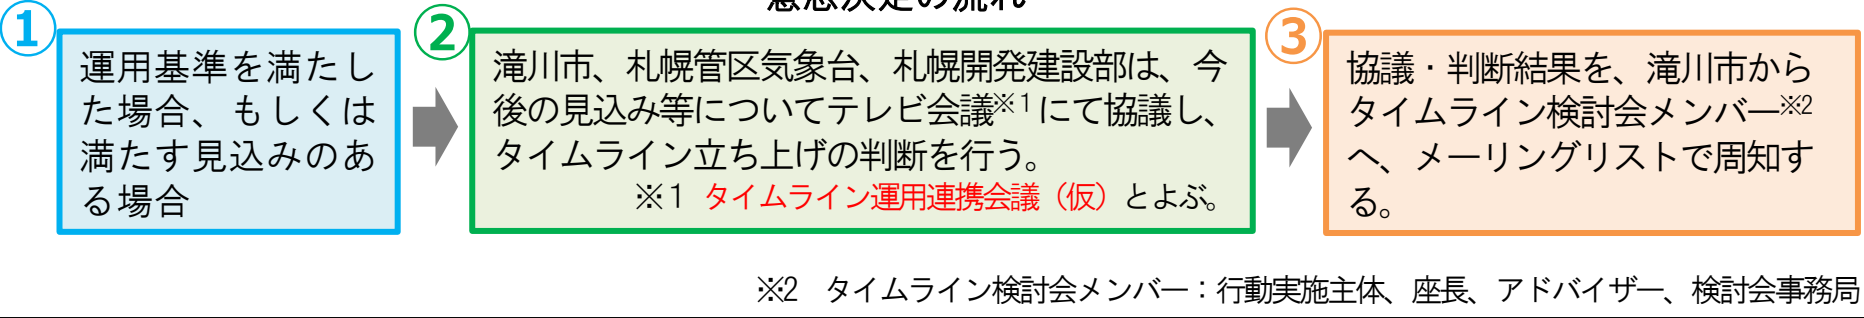 意思決定の流れ
①
運用基準を満たし
た場合、もしくは
満たす見込みのあ
る場合
②
滝川市、札幌管区気象台、札幌開発建設部は、今
後の見込み等についてテレビ会議※1にて協議し、
タイムライン立ち上げの判断を行う。
※1 タイムライン運用連携会議（仮）とよぶ。
③
協議・判断結果を、滝川市から
タイムライン検討会メンバー※2
へ、メーリングリストで周知す
る。
※2　タイムライン検討会メンバー：行動実施主体、座長、アドバイザー、検討会事務局